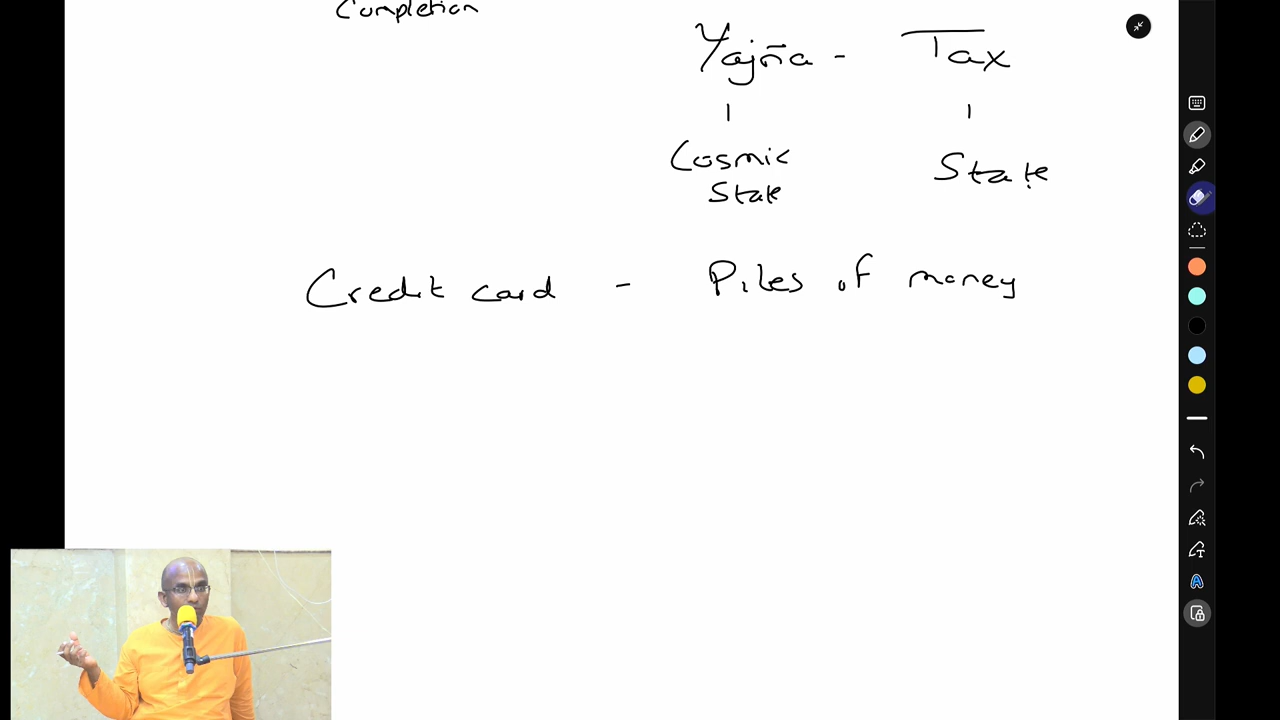 Completion
Yajña - Tax
Cosmic State
State
Credit card - Piles of money